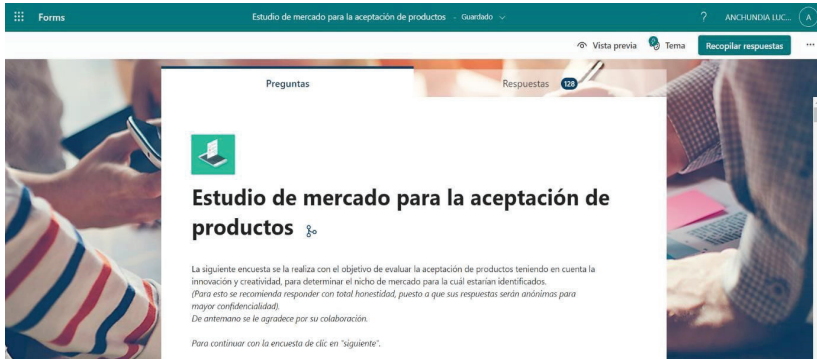 Forms
Estudio de mercado para la aceptación de productos - Guardado
? ANCHUNDIA LUC... A
Vista previa
Tema
Recopilar respuestas
...
Preguntas
Respuestas 128
Estudio de mercado para la aceptación de
productos
La siguiente encuesta se la realiza con el objetivo de evaluar la aceptación de productos teniendo en cuenta la
innovación y creatividad, para determinar el nicho de mercado para la cuál estarían identificados.
(Para esto se recomienda responder con total honestidad, puesto a que sus respuestas serán anónimas para
mayor confidencialidad).
De antemano se le agradece por su colaboración.
Para continuar con la encuesta de clic en "siguiente".